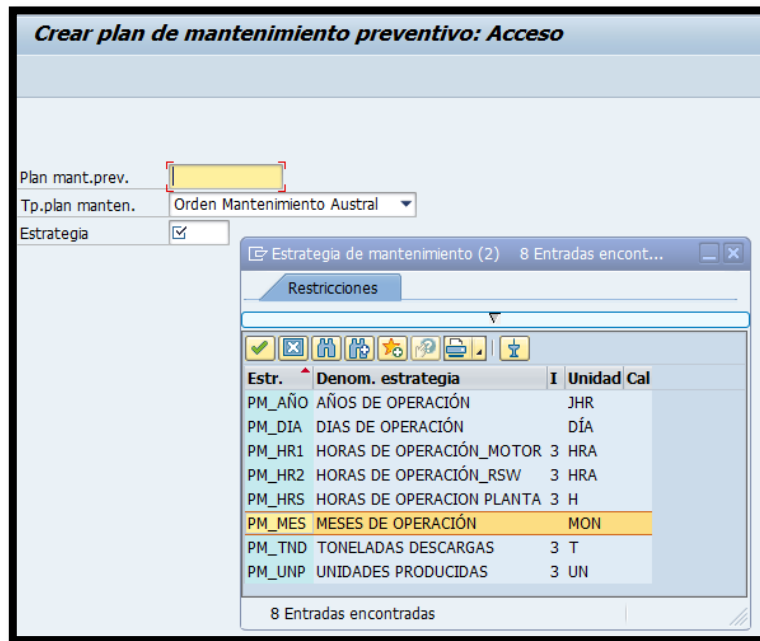 Crear plan de mantenimiento preventivo: Acceso
Plan mant.prev.
Tp.plan manten. Orden Mantenimiento Austral
Estrategia
Estrategia de mantenimiento (2) 8 Entradas encont...
Restricciones
Estr. Denom. estrategia I Unidad Cal
PM_AÑO AÑOS DE OPERACIÓN JHR
PM_DIA DIAS DE OPERACIÓN DÍA
PM_HR1 HORAS DE OPERACIÓN_MOTOR 3 HRA
PM_HR2 HORAS DE OPERACIÓN_RSW 3 HRA
PM_HRS HORAS DE OPERACION PLANTA 3 H
PM_MES MESES DE OPERACIÓN MON
PM_TND TONELADAS DESCARGAS 3 T
PM_UNP UNIDADES PRODUCIDAS 3 UN
8 Entradas encontradas